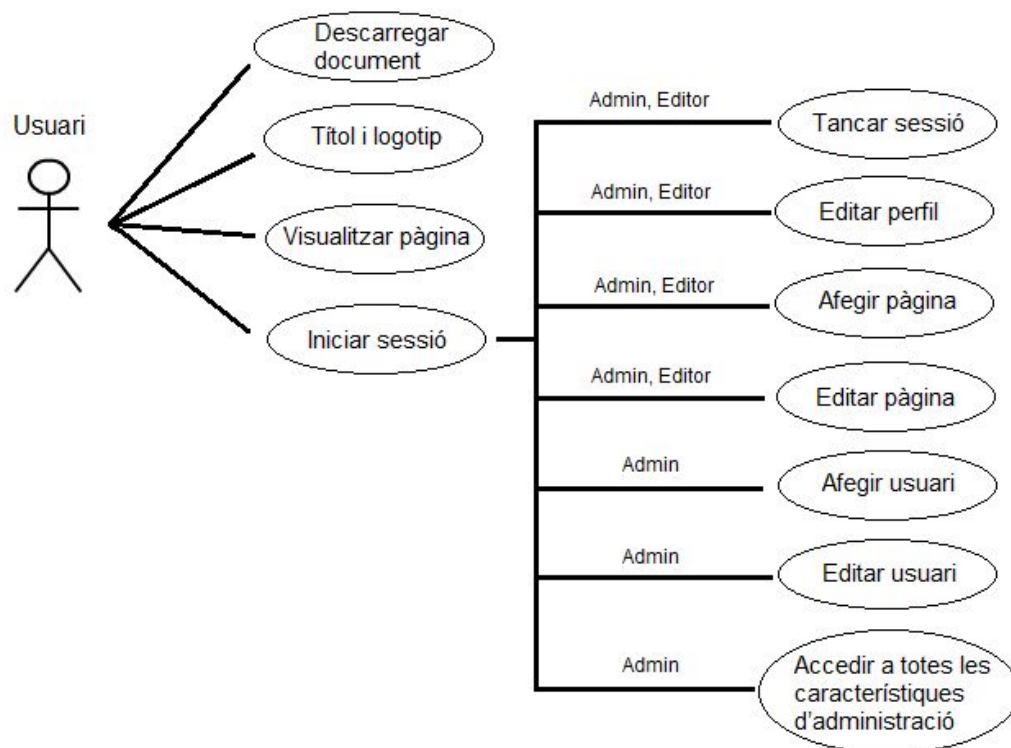 Usuari
Descarregar
document
Títol i logotip
Visualitzar pàgina
Iniciar sessió
Admin, Editor
Tancar sessió
Admin, Editor
Editar perfil
Admin, Editor
Afegir pàgina
Admin, Editor
Editar pàgina
Admin
Afegir usuari
Admin
Editar usuari
Admin
Accedir a totes les
característiques
d'administració